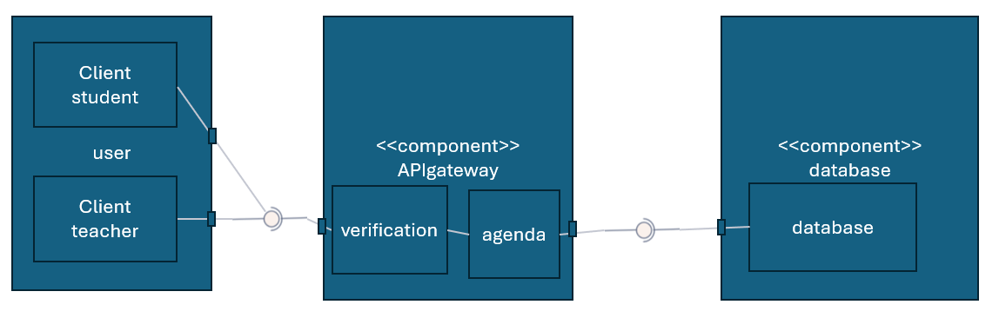 Client
student
user
Client
teacher
<<component>>
APIgateway
verification
agenda
<<component>>
database
database